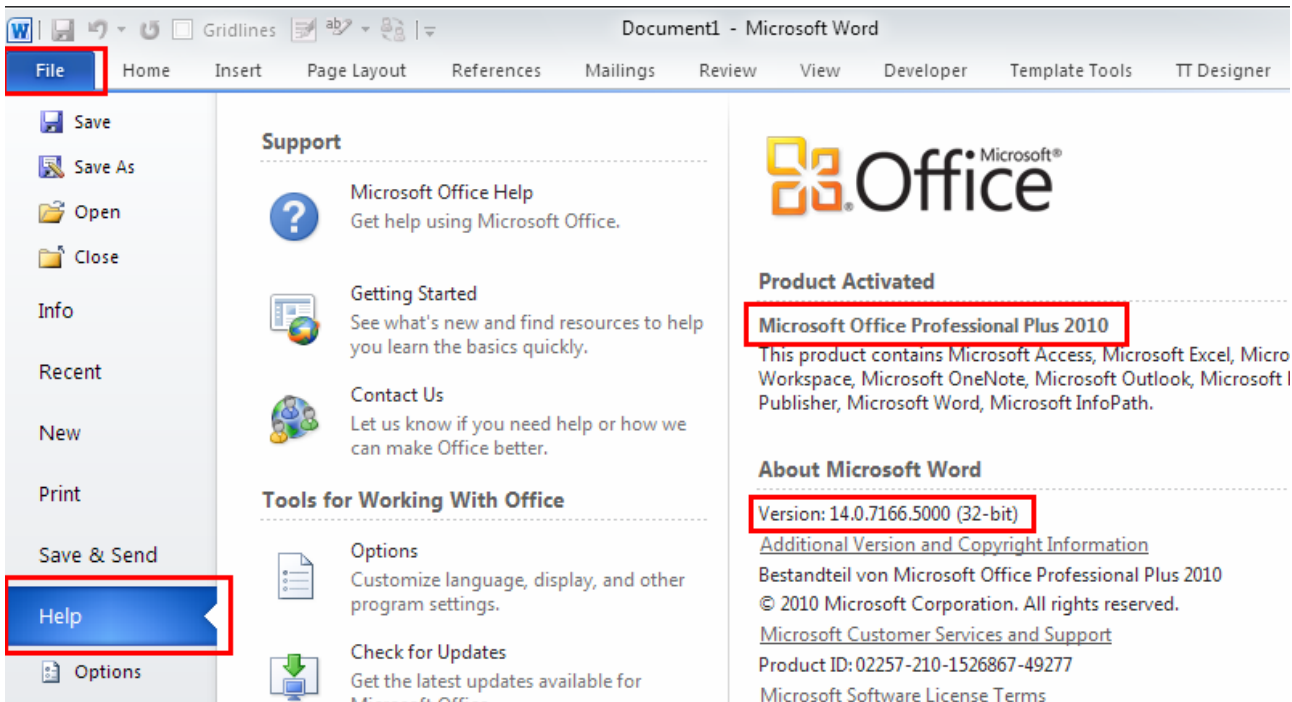 Gridlines
Document1 - Microsoft Word
File Home Insert Page Layout References Mailings Review View Developer Template Tools TT Designer
Save
Save As
Open
Close
Info
Recent
New
Print
Save & Send
Help
Options
Support
Microsoft Office Help
Get help using Microsoft Office.
Getting Started
See what's new and find resources to help
you learn the basics quickly.
Contact Us
Let us know if you need help or how we
can make Office better.
Tools for Working With Office
Options
Customize language, display, and other
program settings.
Check for Updates
Get the latest updates available for
Microsoft Office
Microsoft®
Office
Product Activated
Microsoft Office Professional Plus 2010
This product contains Microsoft Access, Microsoft Excel, Micro
Workspace, Microsoft OneNote, Microsoft Outlook, Microsoft
Publisher, Microsoft Word, Microsoft InfoPath.
About Microsoft Word
Version: 14.0.7166.5000 (32-bit)
Additional Version and Copyright Information
Bestandteil von Microsoft Office Professional Plus 2010
© 2010 Microsoft Corporation. All rights reserved.
Microsoft Customer Services and Support
Product ID: 02257-210-1526867-49277
Microsoft Software License Terms